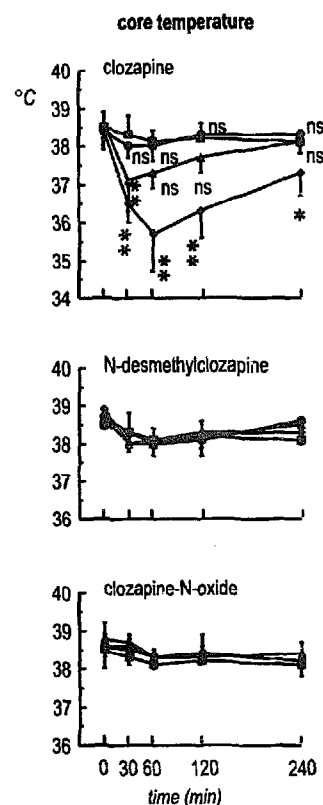 core temperature
°C
clozapine
40
39
38
37
36
35
34
ns
ns
ns
ns
ns
ns
ns
**
**
**
**
*
N-desmethylclozapine
40
39
38
37
36
clozapine-N-oxide
40
39
38
37
36
0 30 60 120 240
time (min)